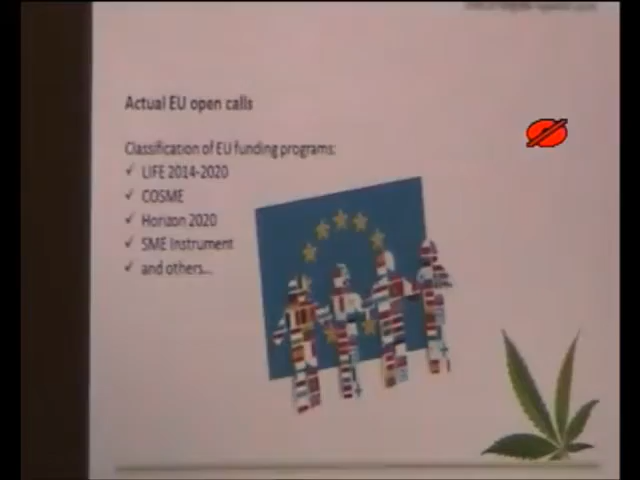 Actual EU open calls
Classification of EU funding programs:
✓ LIFE 2014-2020
✓ COSME
✓ Horizon 2020
✓ SME Instrument
✓ and others...